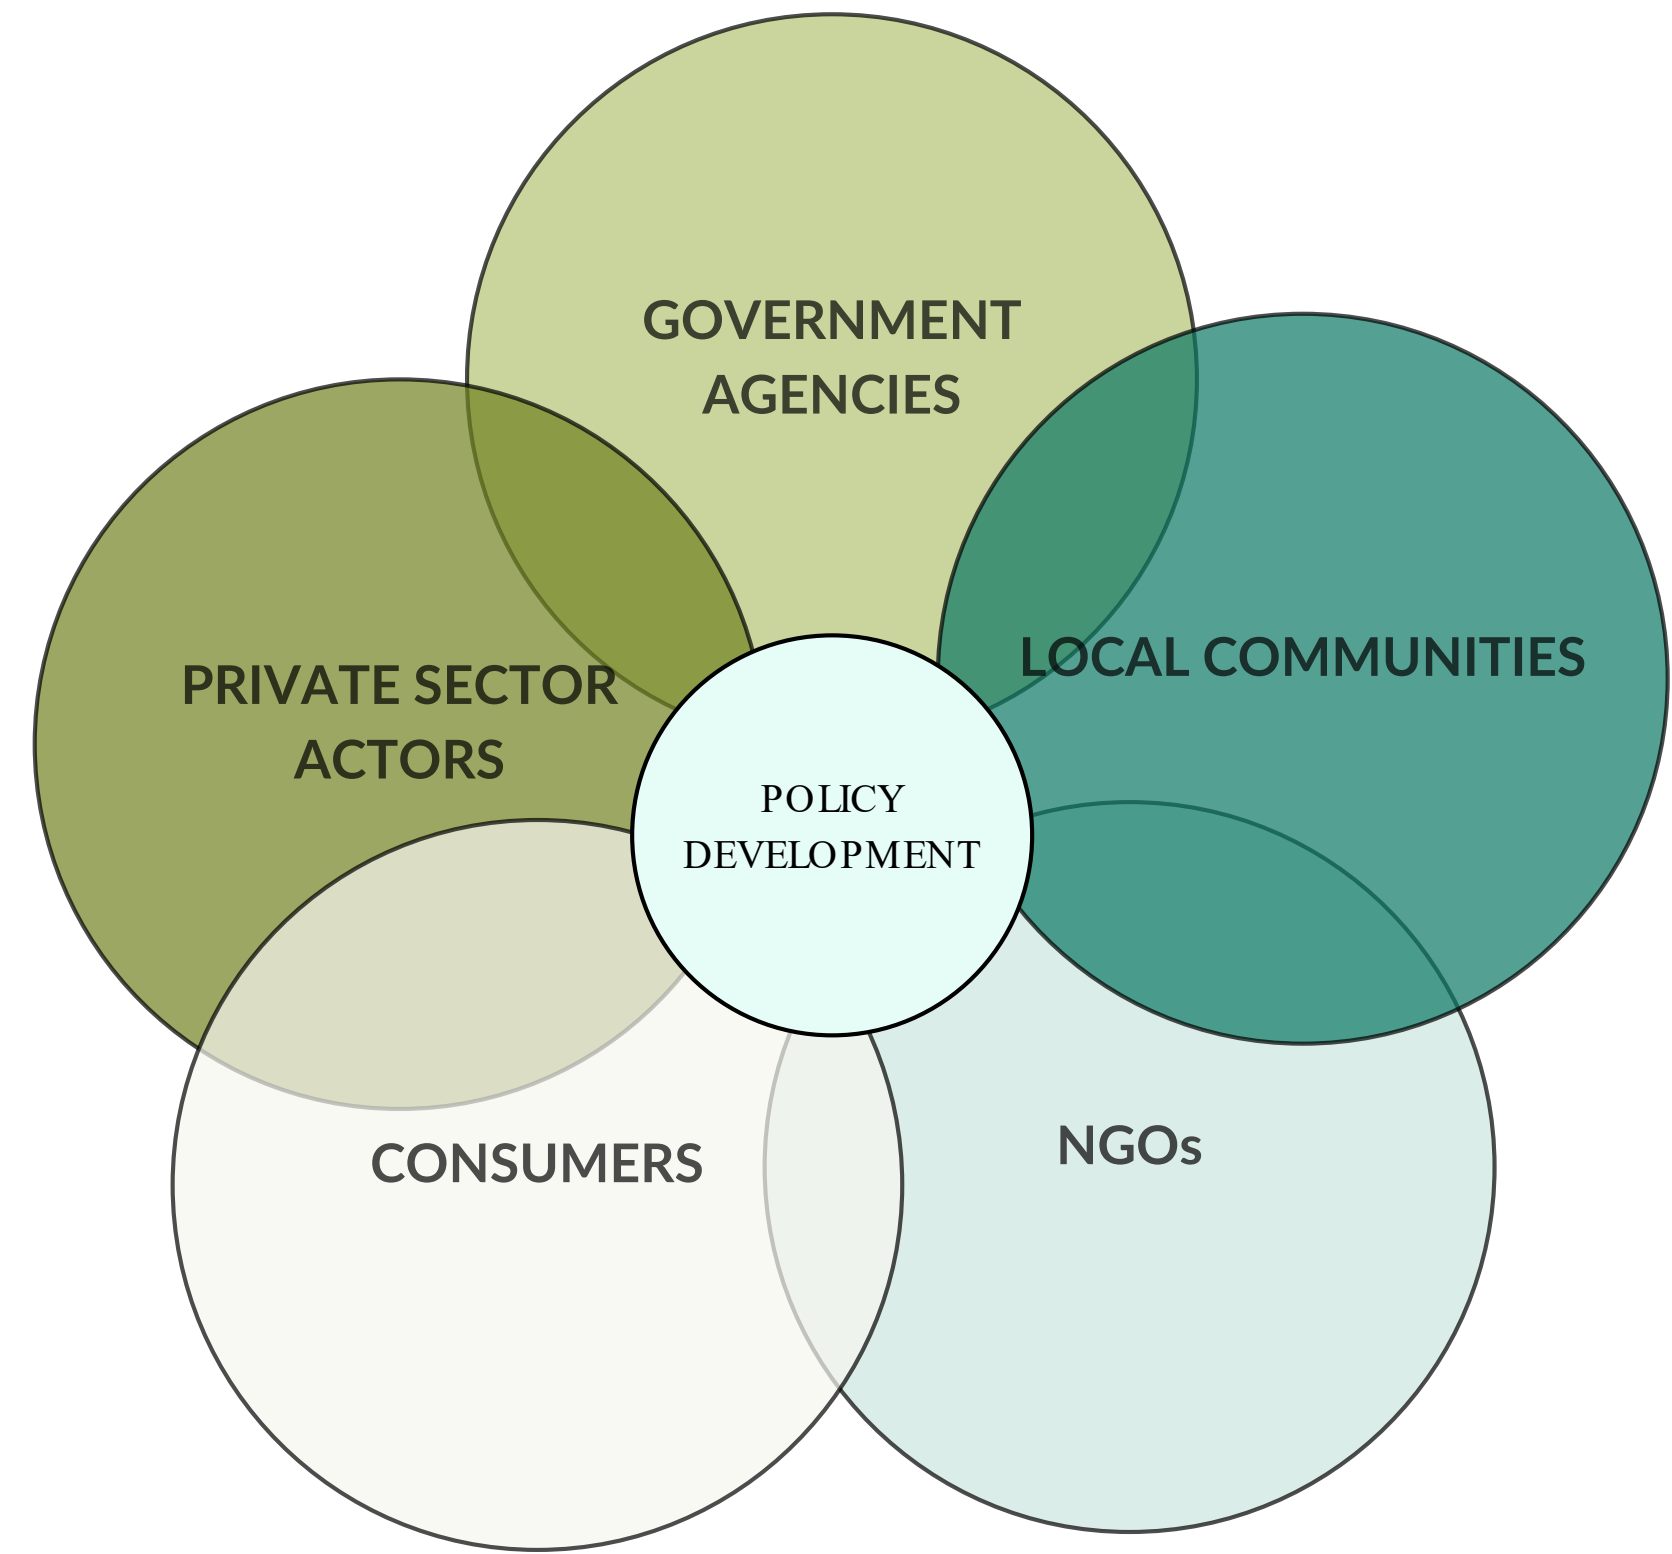 GOVERNMENT
AGENCIES
LOCAL COMMUNITIES
PRIVATE SECTOR
ACTORS
POLICY
DEVELOPMENT
CONSUMERS
NGOs